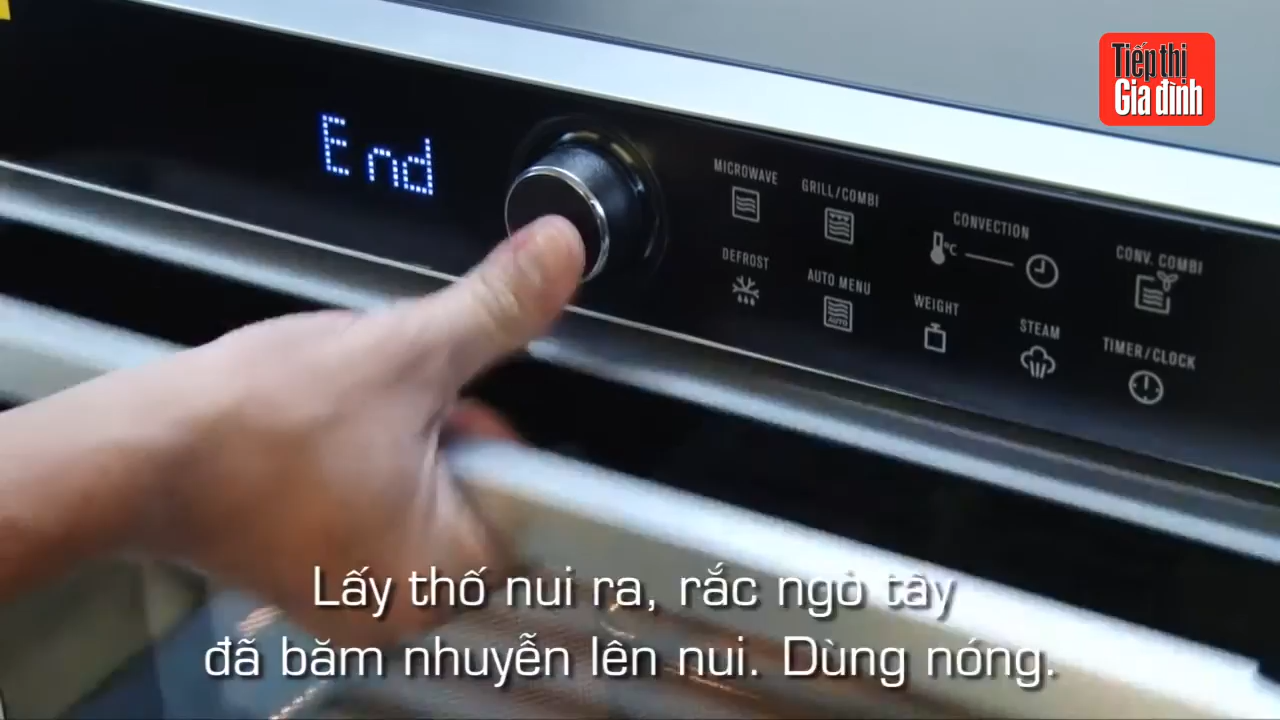 Tiếp thị
Gia đình
End
MICROWAVE
GRILL/COMBI
CONVECTION
°C
CONV. COMBI
DEFROST
AUTO MENU
AUTO
WEIGHT
STEAM
TIMER/CLOCK
Lấy thố nui ra, rắc ngò tây
đã băm nhuyễn lên nui. Dùng nóng.